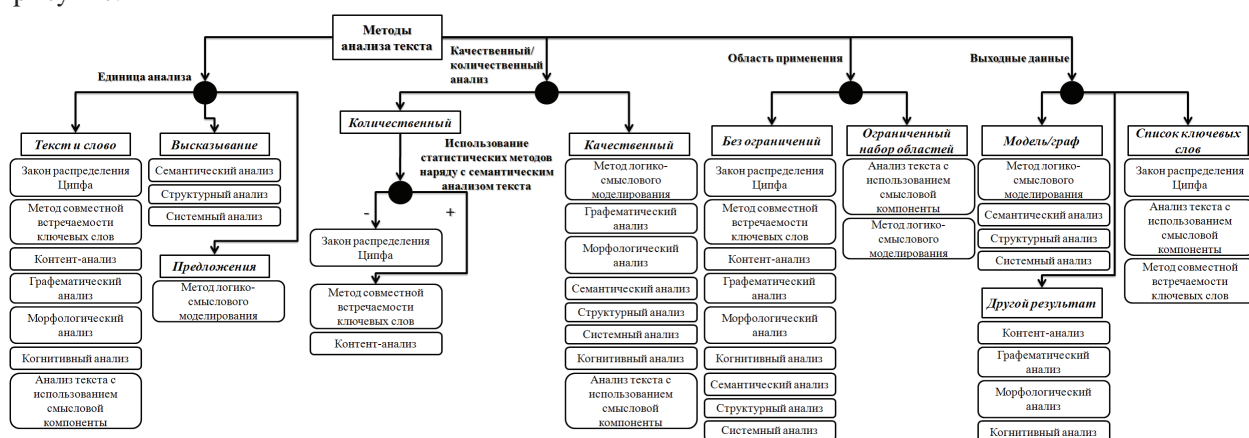 Методы
анализа текста
Единица анализа
Качественный/
количественный
анализ
Область применения
Выходные данные
Текст и слово
Закон распределения
Ципфа
Метод совместной
встречаемости
ключевых слов
Контент-анализ
Графематический
анализ
Морфологический
анализ
Когнитивный анализ
Анализ текста с
использованием
смысловой
компоненты
Высказывание
Семантический анализ
Структурный анализ
Системный анализ
Предложения
Метод логико-
смыслового
моделирования
Количественный
Использование
статистических методов
наряду с семантическим
анализом текста
-
+
Закон распределения
Ципфа
Метод совместной
встречаемости
ключевых слов
Контент-анализ
Качественный
Метод логико-
смыслового
моделирования
Графематический
анализ
Морфологический
анализ
Семантический анализ
Структурный анализ
Системный анализ
Когнитивный анализ
Анализ текста с
использованием
смысловой
компоненты
Без ограничений
Закон распределения
Ципфа
Метод совместной
встречаемости
ключевых слов
Контент-анализ
Графематический
анализ
Морфологический
анализ
Когнитивный анализ
Семантический анализ
Структурный анализ
Системный анализ
Ограниченный
набор областей
Анализ текста с
использованием
смысловой
компоненты
Метод логико-
смыслового
моделирования
Модель/граф
Метод логико-
смыслового
моделирования
Семантический анализ
Структурный анализ
Системный анализ
Другой результат
Контент-анализ
Графематический
анализ
Морфологический
анализ
Когнитивный анализ
Список ключевых
слов
Закон распределения
Ципфа
Анализ текста с
использованием
смысловой
компоненты
Метод совместной
встречаемости
ключевых слов